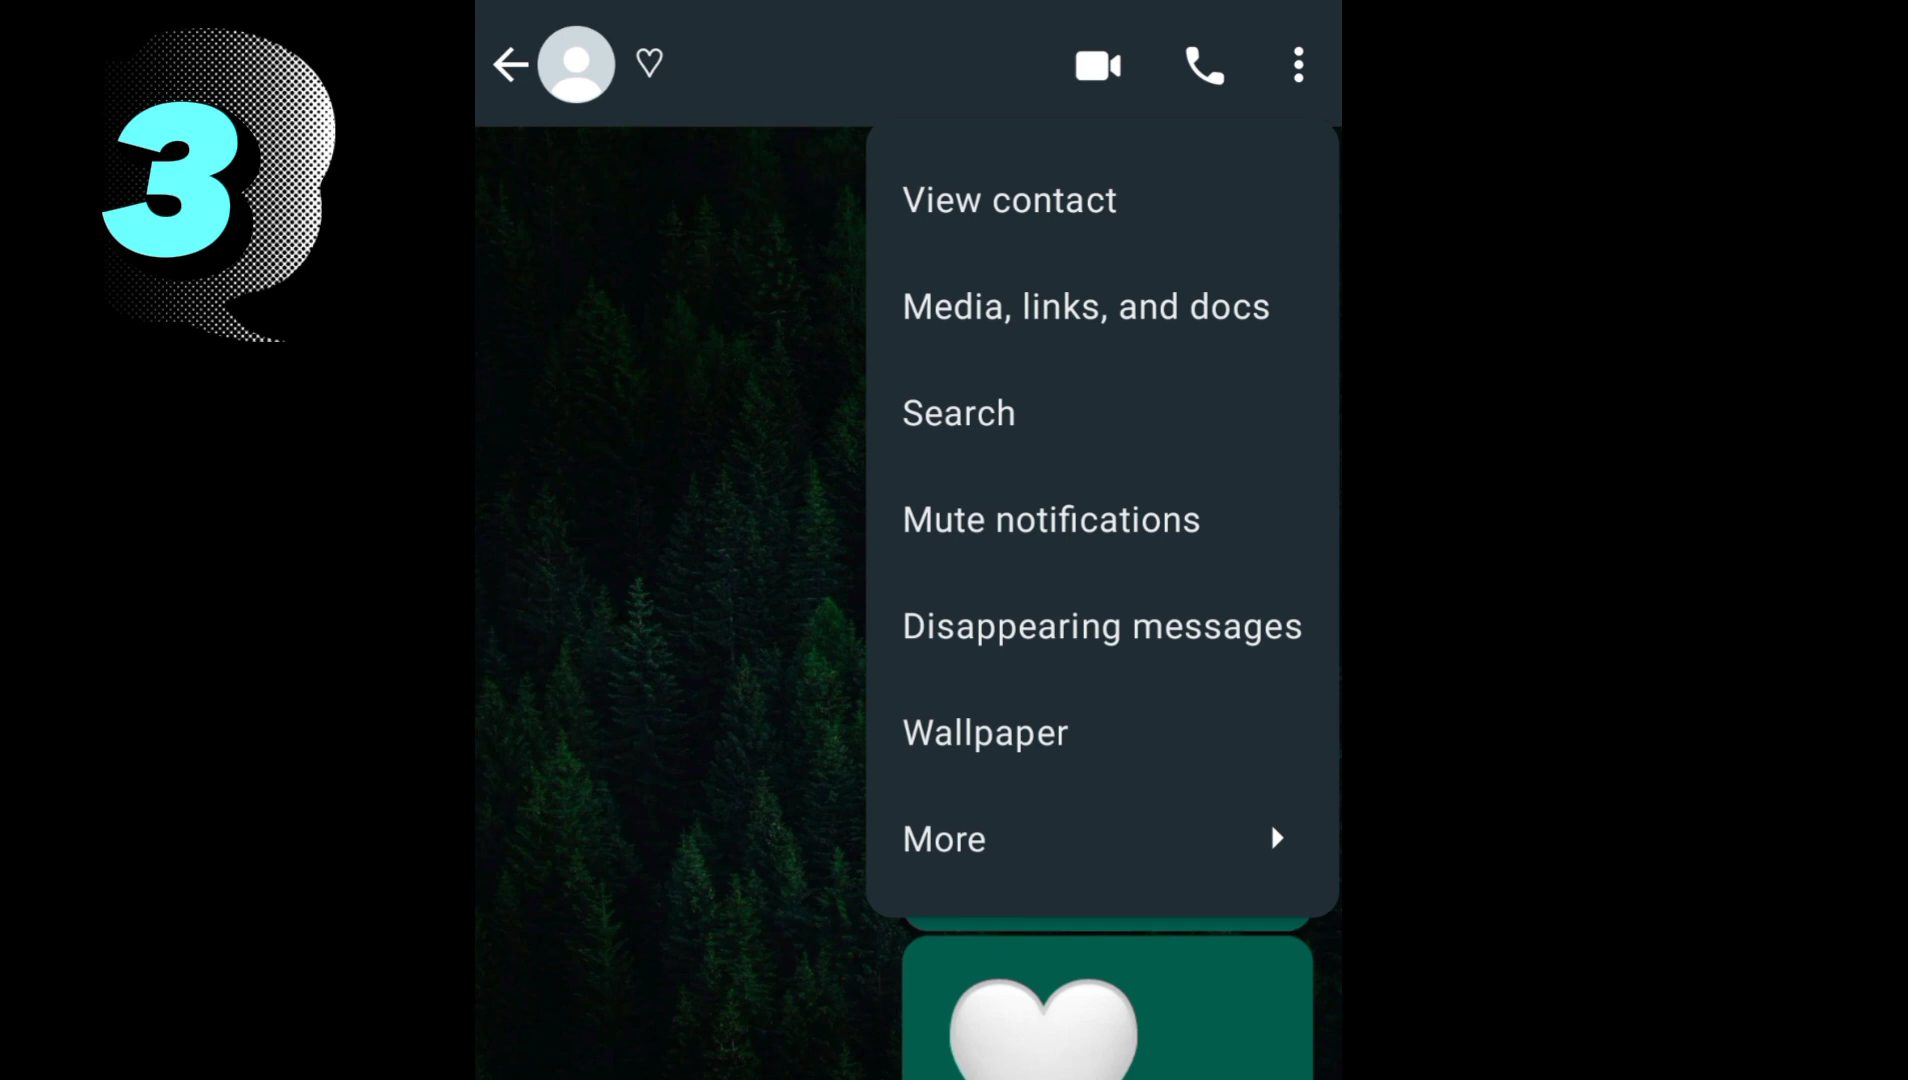 3
♡
View contact
Media, links, and docs
Search
Mute notifications
Disappearing messages
Wallpaper
More